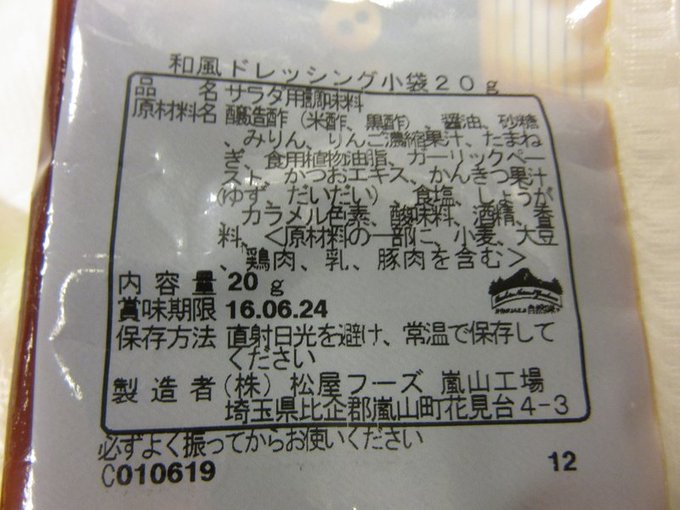 和風ドレッシング小袋20g
品名 サラダ用調味料
原材料名 醸造酢(米酢、黒酢)、醤油、砂糖
、みりん、りんご濃縮果汁、たまね
ぎ、食用植物油脂、ガーリックペー
スト、かつおエキス、かんきつ果汁
(ゆず、だいだい)、食塩、しょうが
、カラメル色素、酸味料、酒精、香
料、<原材料の一部に、小麦、大豆
、鶏肉、乳、豚肉を含む>
内容量 20g
賞味期限 16.06.24
保存方法 直射日光を避け、常温で保存して
ください
製造者 (株)松屋フーズ 嵐山工場
埼玉県比企郡嵐山町花見台4-3
必ずよく振ってからお使いください
C010619 12